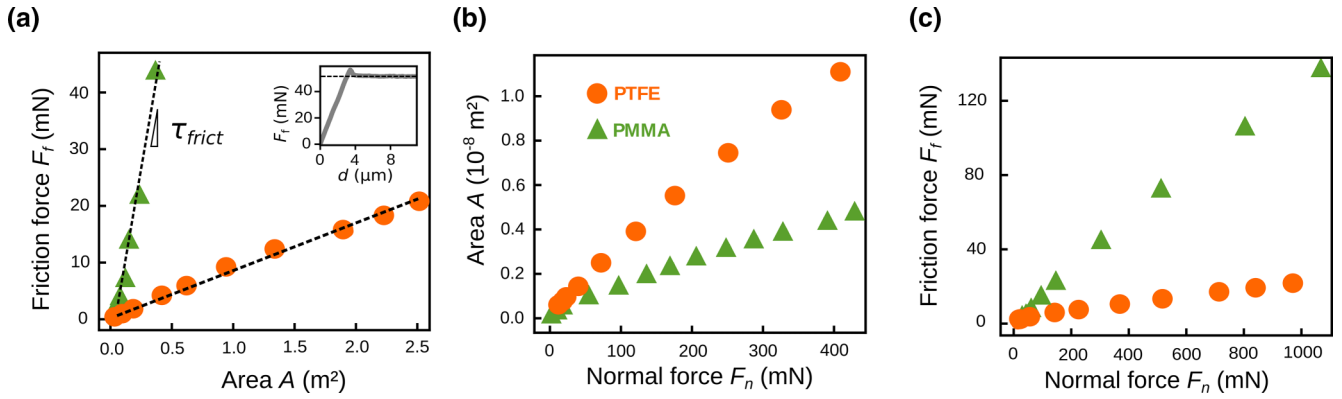 (a)
Friction force F_f (mN)
40
30
20
10
0
0.0 0.5 1.0 1.5 2.0 2.5
Area A (m²)
τ_frict
F_f (mN)
40
20
0
0 4 8
d (µm)
(b)
Area A (10⁻⁸ m²)
1.0
0.8
0.6
0.4
0.2
0.0
0 100 200 300 400
Normal force F_n (mN)
PTFE
PMMA
(c)
Friction force F_f (mN)
120
80
40
0
0 200 400 600 800 1000
Normal force F_n (mN)